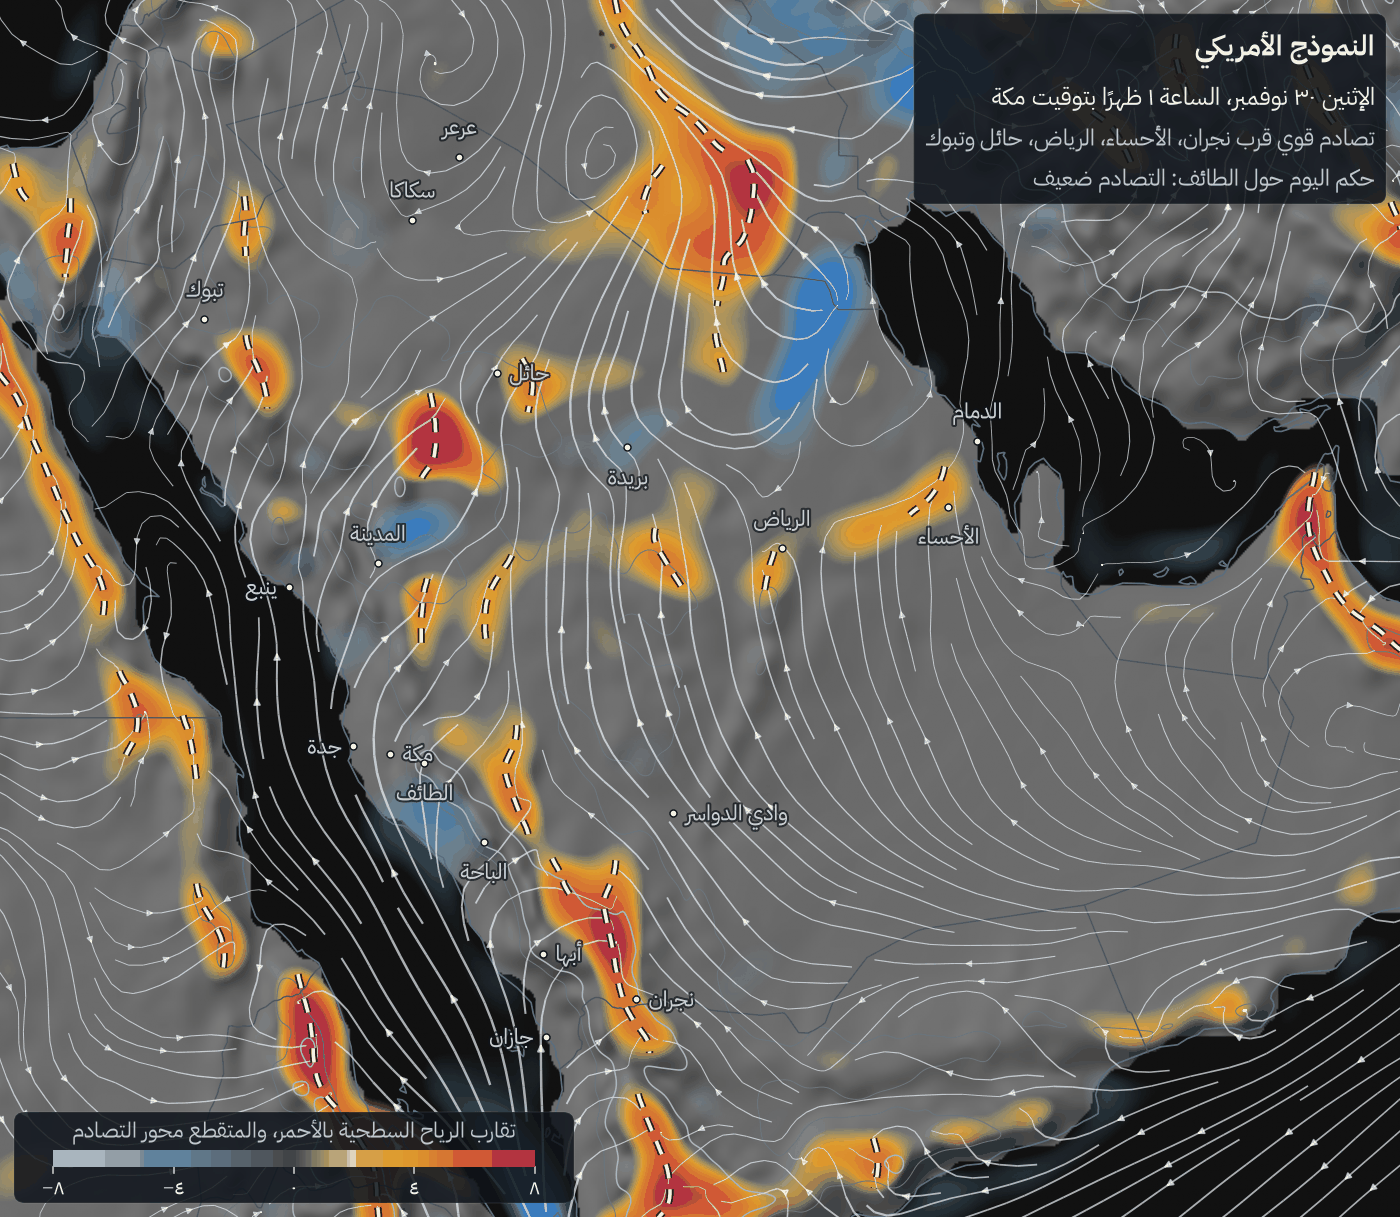 النموذج الأمريكي
الإثنين ٣٠ نوفمبر، الساعة ١ ظهرًا بتوقيت مكة
تصادم قوي قرب نجران، الأحساء، الرياض، حائل وتبوك
حكم اليوم حول الطائف: التصادم ضعيف
عرعر
سكاكا
تبوك
حائل
الدمام
بريدة
الرياض
الأحساء
المدينة
ينبع
جدة
مكة
الطائف
وادي الدواسر
الباحة
أبها
نجران
جازان
تقارب الرياح السطحية بالأحمر، والمتقطع محور التصادم
−٨ −٤ ٠ ٤ ٨